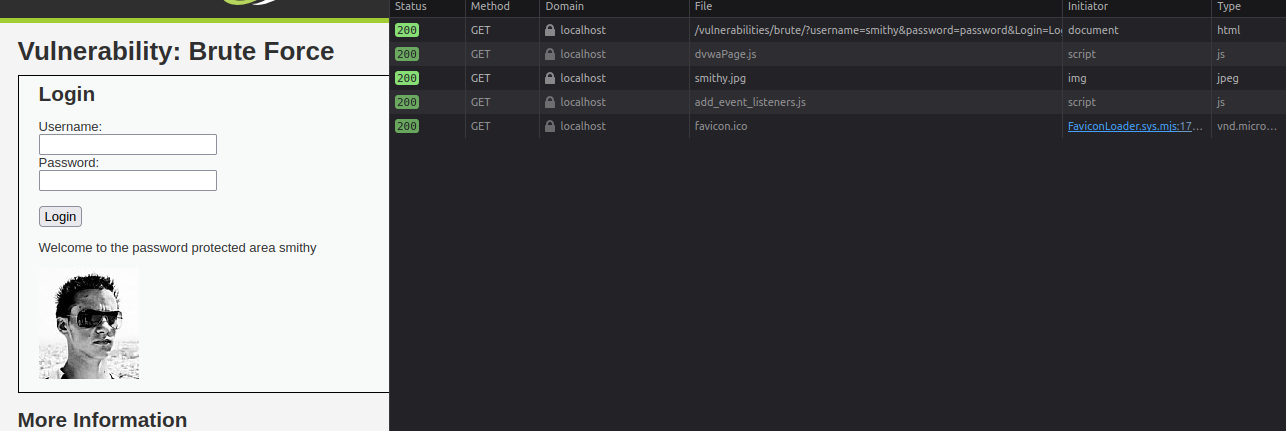 Vulnerability: Brute Force
Login
Username:
Password:
Login
Welcome to the password protected area smithy
More Information
Status Method Domain File Initiator Type
200 GET localhost /vulnerabilities/brute/?username=smithy&password=password&Login=Lo document html
200 GET localhost dvwaPage.js script js
200 GET localhost smithy.jpg img jpeg
200 GET localhost add_event_listeners.js script js
200 GET localhost favicon.ico FaviconLoader.sys.mjs:17… vnd.micro…